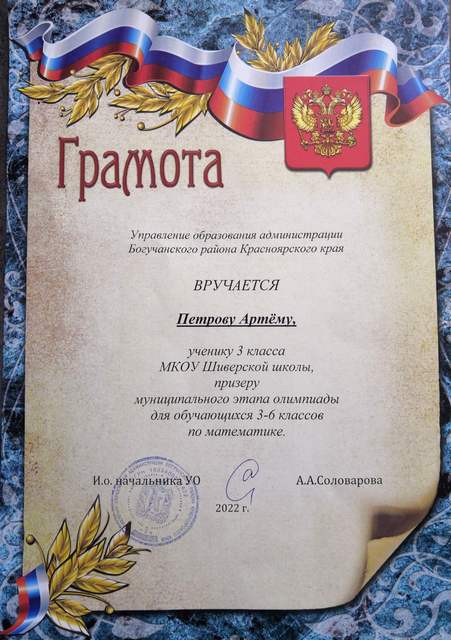 Грамота
Управление образования администрации
Богучанского района Красноярского края
ВРУЧАЕТСЯ
Петрову Артёму,
ученику 3 класса
МКОУ Шиверской школы,
призеру
муниципального этапа олимпиады
для обучающихся 3-6 классов
по математике.
И.о. начальника УО А.А.Соловарова
2022 г.